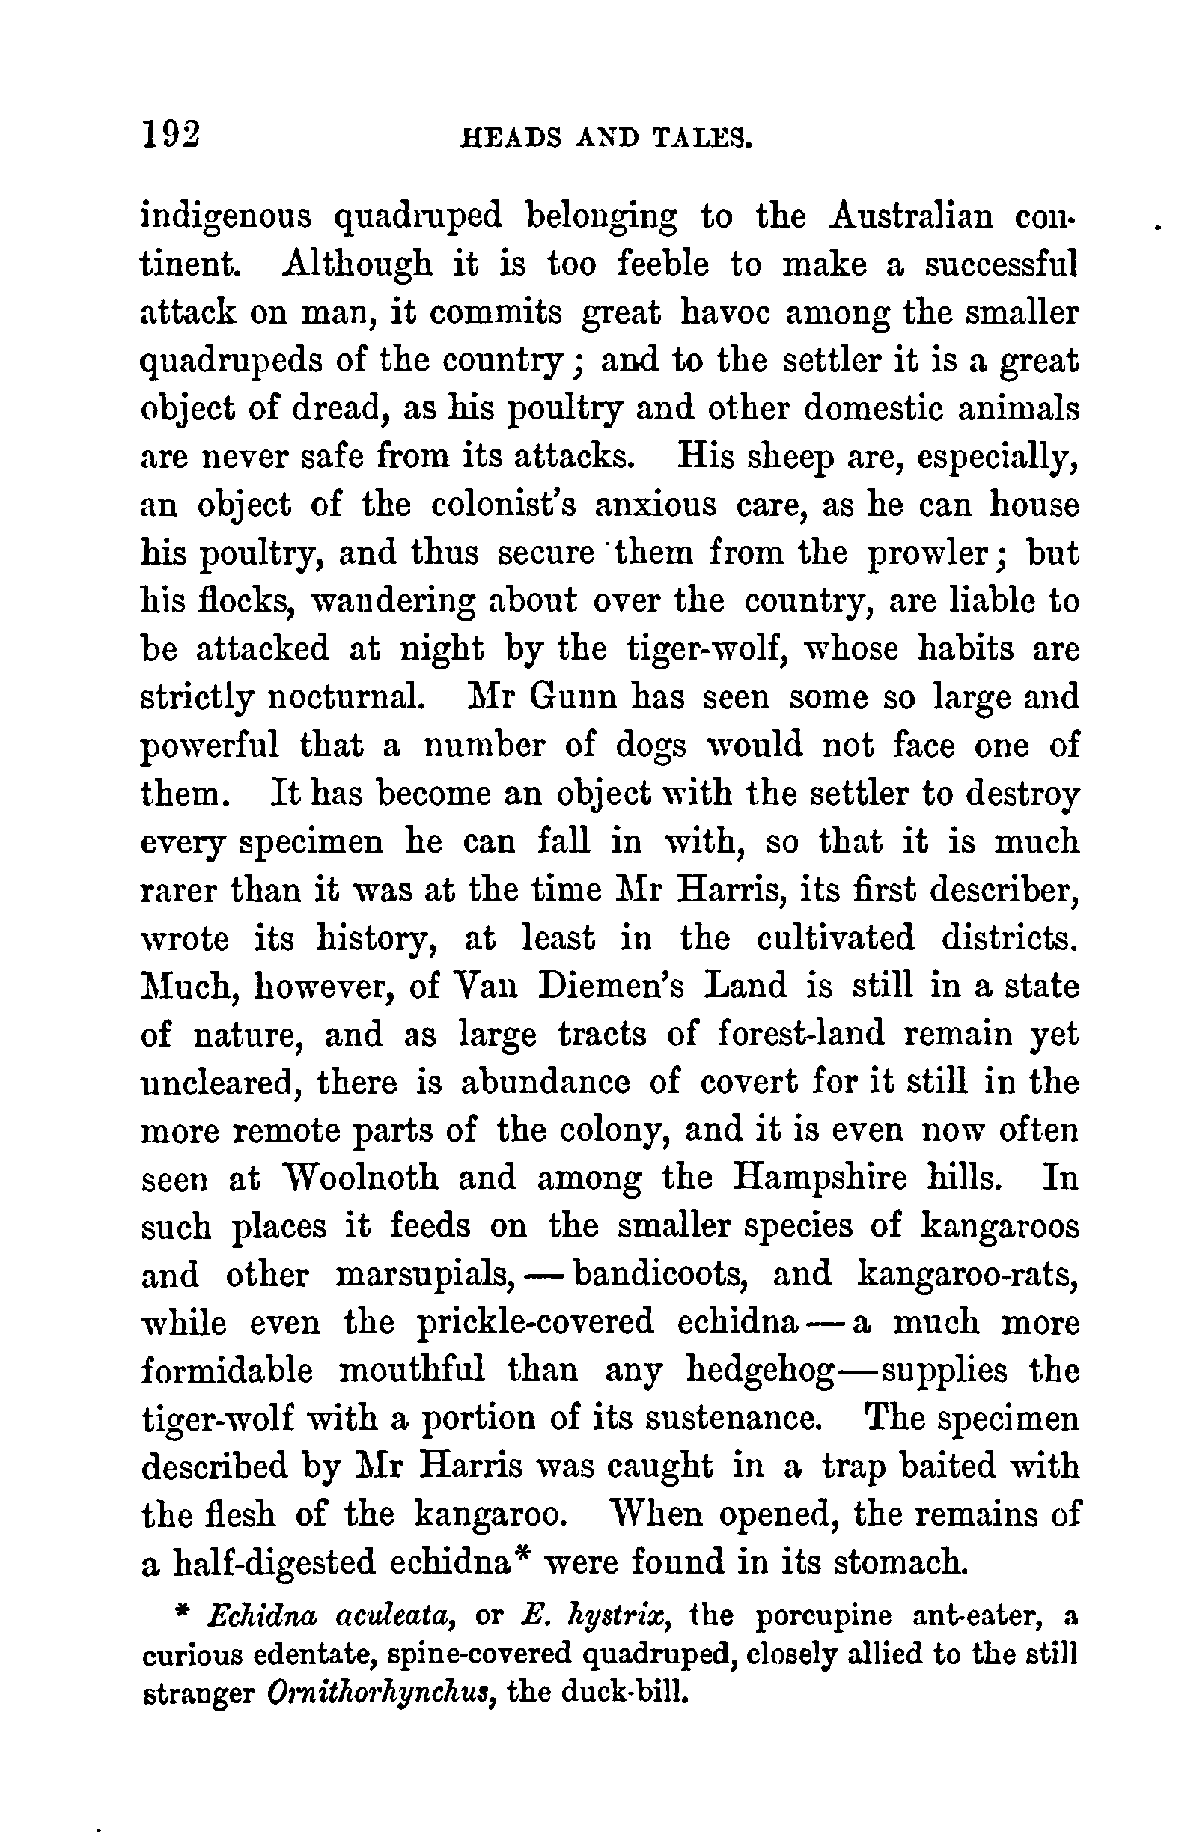 192 HEADS AND TALES.
indigenous quadruped belonging to the Australian con-
tinent. Although it is too feeble to make a successful
attack on man, it commits great havoc among the smaller
quadrupeds of the country; and to the settler it is a great
object of dread, as his poultry and other domestic animals
are never safe from its attacks. His sheep are, especially,
an object of the colonist's anxious care, as he can house
his poultry, and thus secure them from the prowler; but
his flocks, wandering about over the country, are liable to
be attacked at night by the tiger-wolf, whose habits are
strictly nocturnal. Mr Gunn has seen some so large and
powerful that a number of dogs would not face one of
them. It has become an object with the settler to destroy
every specimen he can fall in with, so that it is much
rarer than it was at the time Mr Harris, its first describer,
wrote its history, at least in the cultivated districts.
Much, however, of Van Diemen's Land is still in a state
of nature, and as large tracts of forest-land remain yet
uncleared, there is abundance of covert for it still in the
more remote parts of the colony, and it is even now often
seen at Woolnoth and among the Hampshire hills. In
such places it feeds on the smaller species of kangaroos
and other marsupials, — bandicoots, and kangaroo-rats,
while even the prickle-covered echidna — a much more
formidable mouthful than any hedgehog—supplies the
tiger-wolf with a portion of its sustenance. The specimen
described by Mr Harris was caught in a trap baited with
the flesh of the kangaroo. When opened, the remains of
a half-digested echidna* were found in its stomach.
* Echidna aculeata, or E. hystrix, the porcupine ant-eater, a
curious edentate, spine-covered quadruped, closely allied to the still
stranger Ornithorhynchus, the duck-bill.